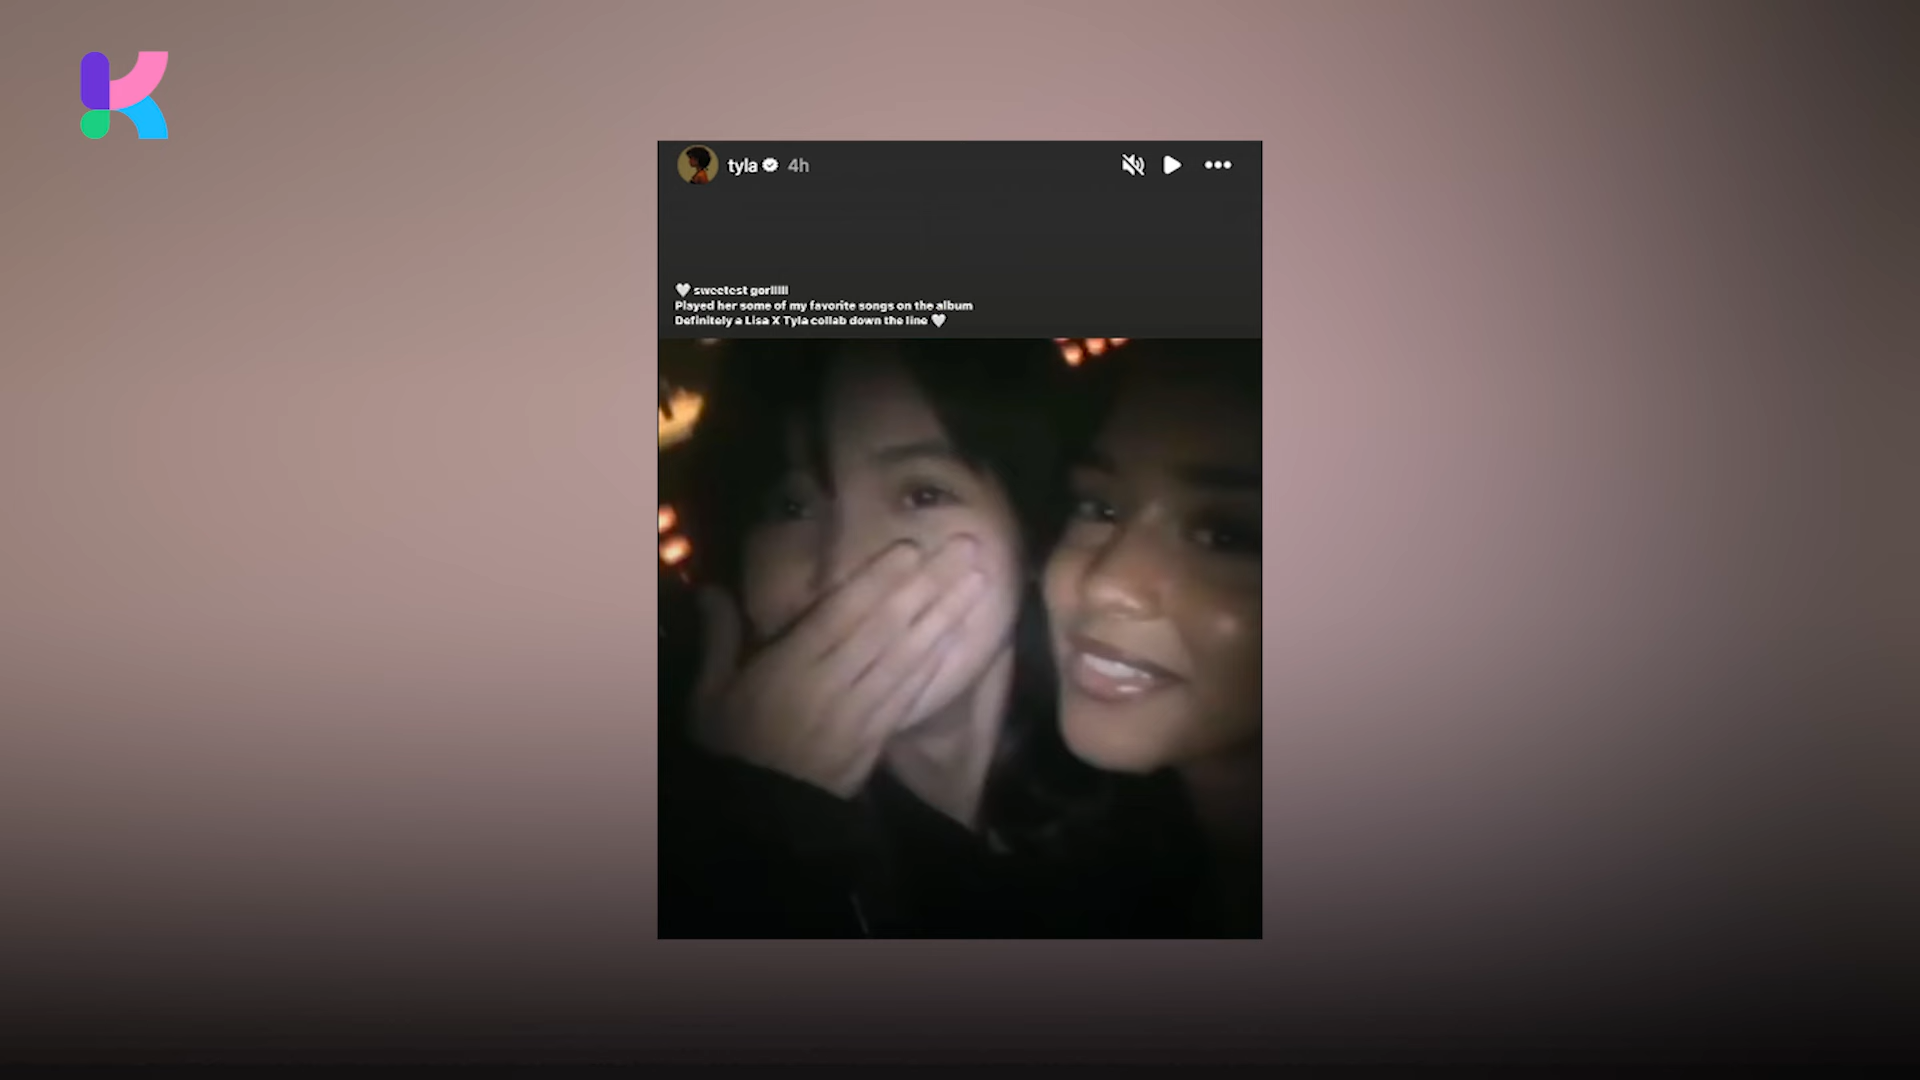 tyla 4h
🤍 sweetest gorlllll
Played her some of my favorite songs on the album
Definitely a Lisa X Tyla collab down the line 🤍